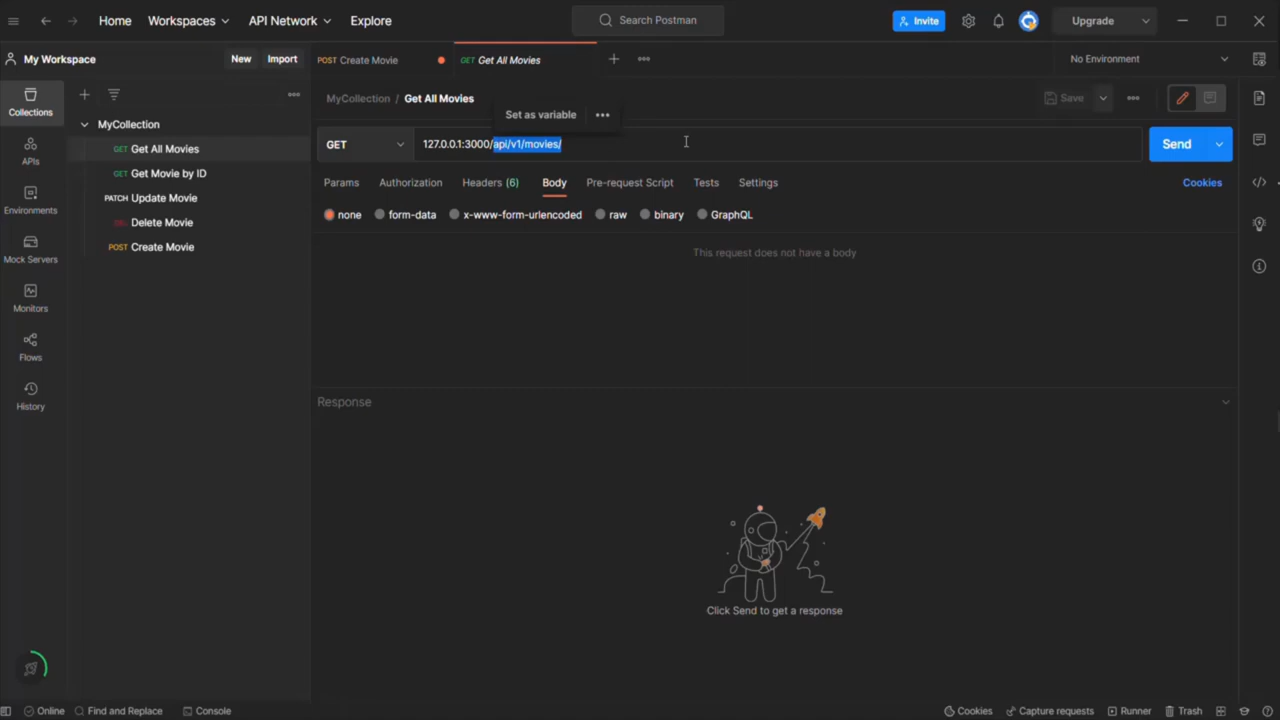 Home Workspaces API Network Explore Search Postman Invite Upgrade
My Workspace New Import POST Create Movie GET Get All Movies No Environment
Collections
MyCollection / Get All Movies Save
Set as variable
MyCollection
GET Get All Movies
GET Get Movie by ID
PATCH Update Movie
DEL Delete Movie
POST Create Movie
GET 127.0.0.1:3000/api/v1/movies/ Send
Params Authorization Headers (6) Body Pre-request Script Tests Settings Cookies
none form-data x-www-form-urlencoded raw binary GraphQL
This request does not have a body
APIs
Environments
Mock Servers
Monitors
Flows
History
Response
Click Send to get a response
Online Find and Replace Console Cookies Capture requests Runner Trash